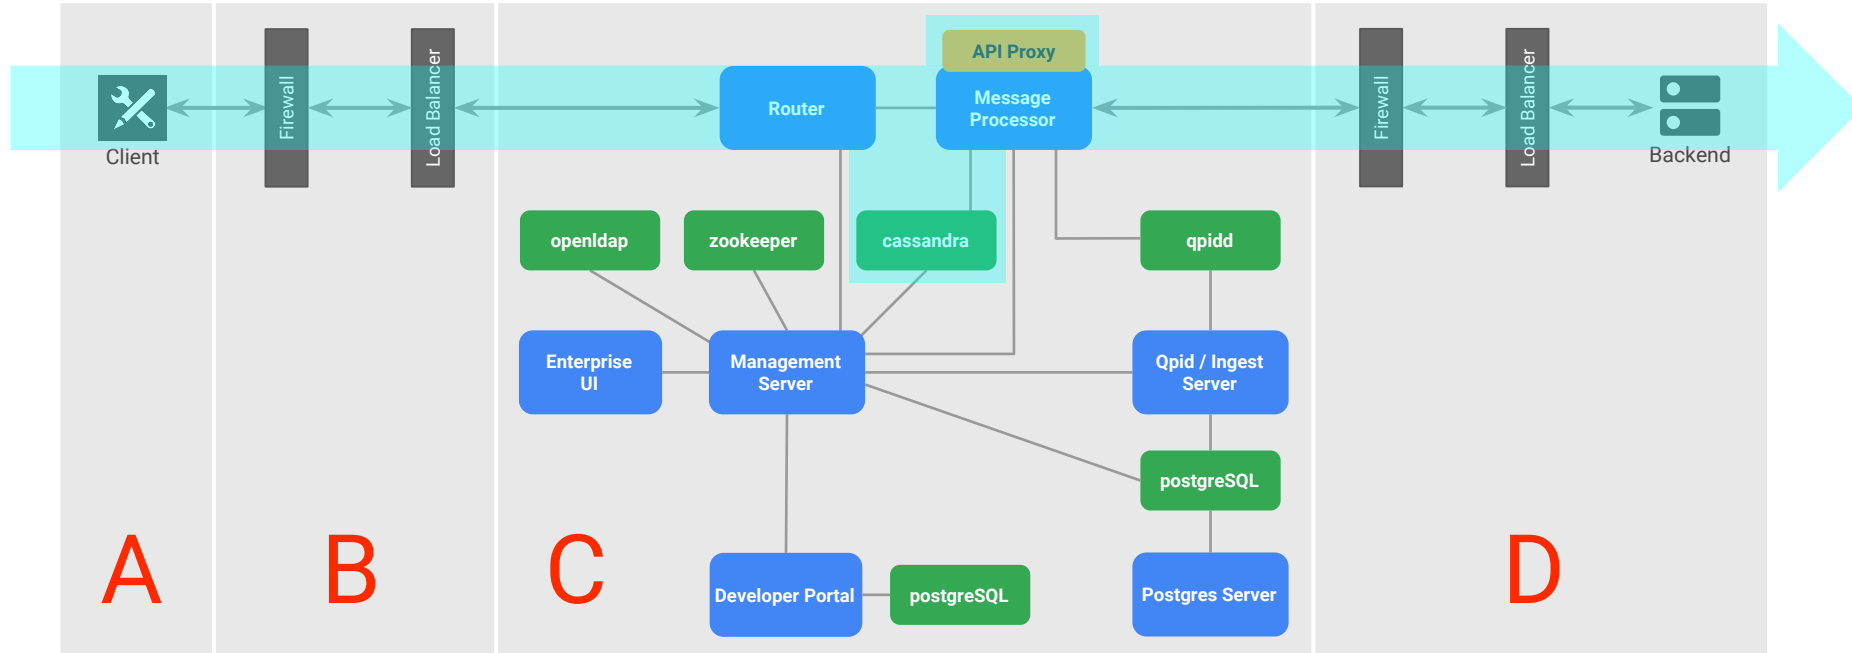 API Proxy
Firewall
Load Balancer
Router
Message
Processor
Firewall
Load Balancer
Client
Backend
openldap
zookeeper
cassandra
qpidd
Enterprise
UI
Management
Server
Qpid / Ingest
Server
postgreSQL
A
B
C
D
Developer Portal
postgreSQL
Postgres Server